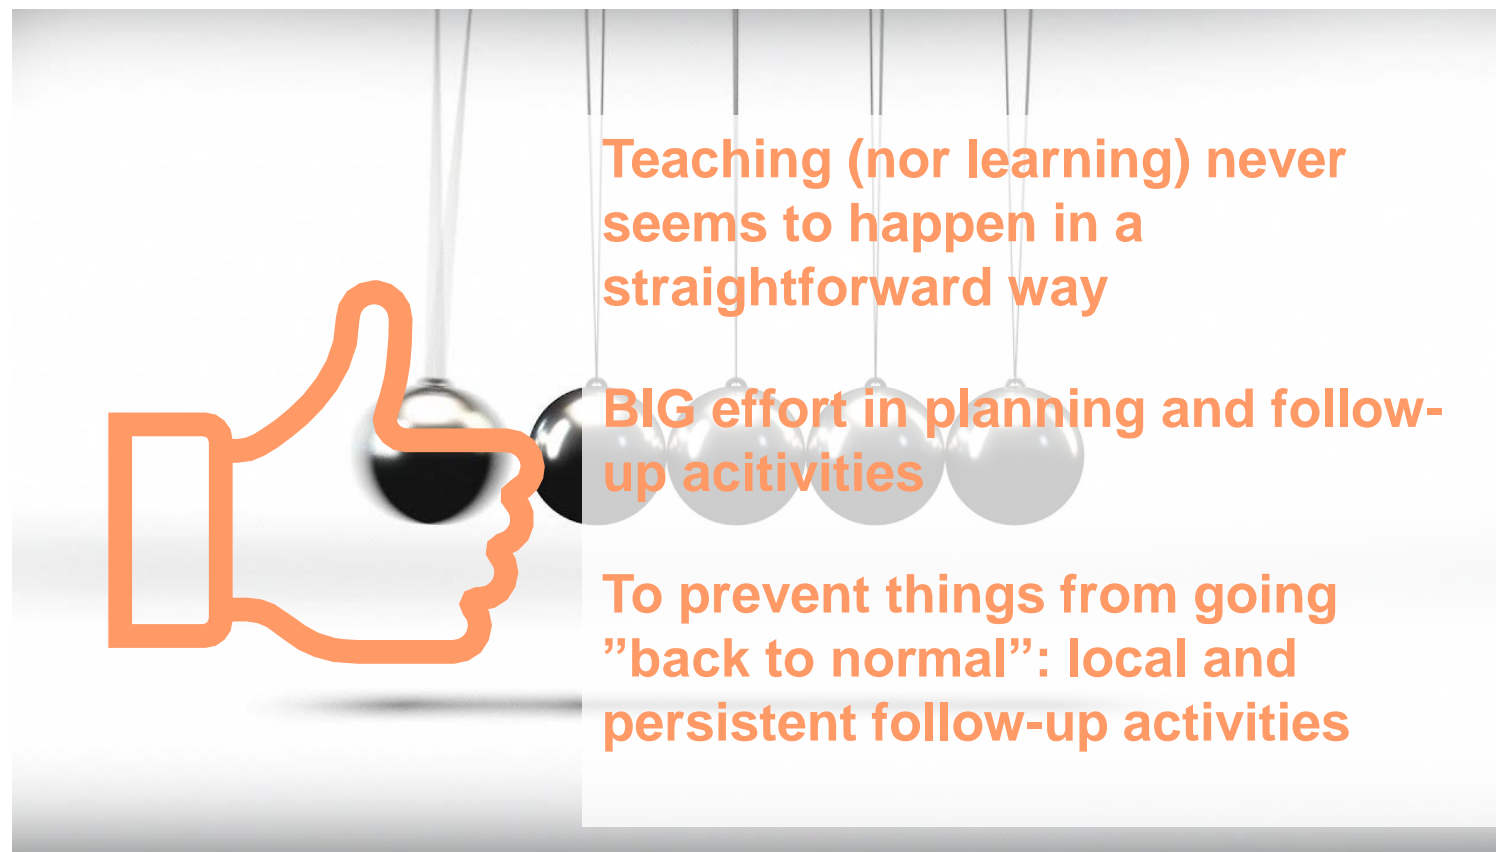 Teaching (nor learning) never
seems to happen in a
straightforward way
BIG effort in planning and follow-
up acitivities
To prevent things from going
”back to normal”: local and
persistent follow-up activities